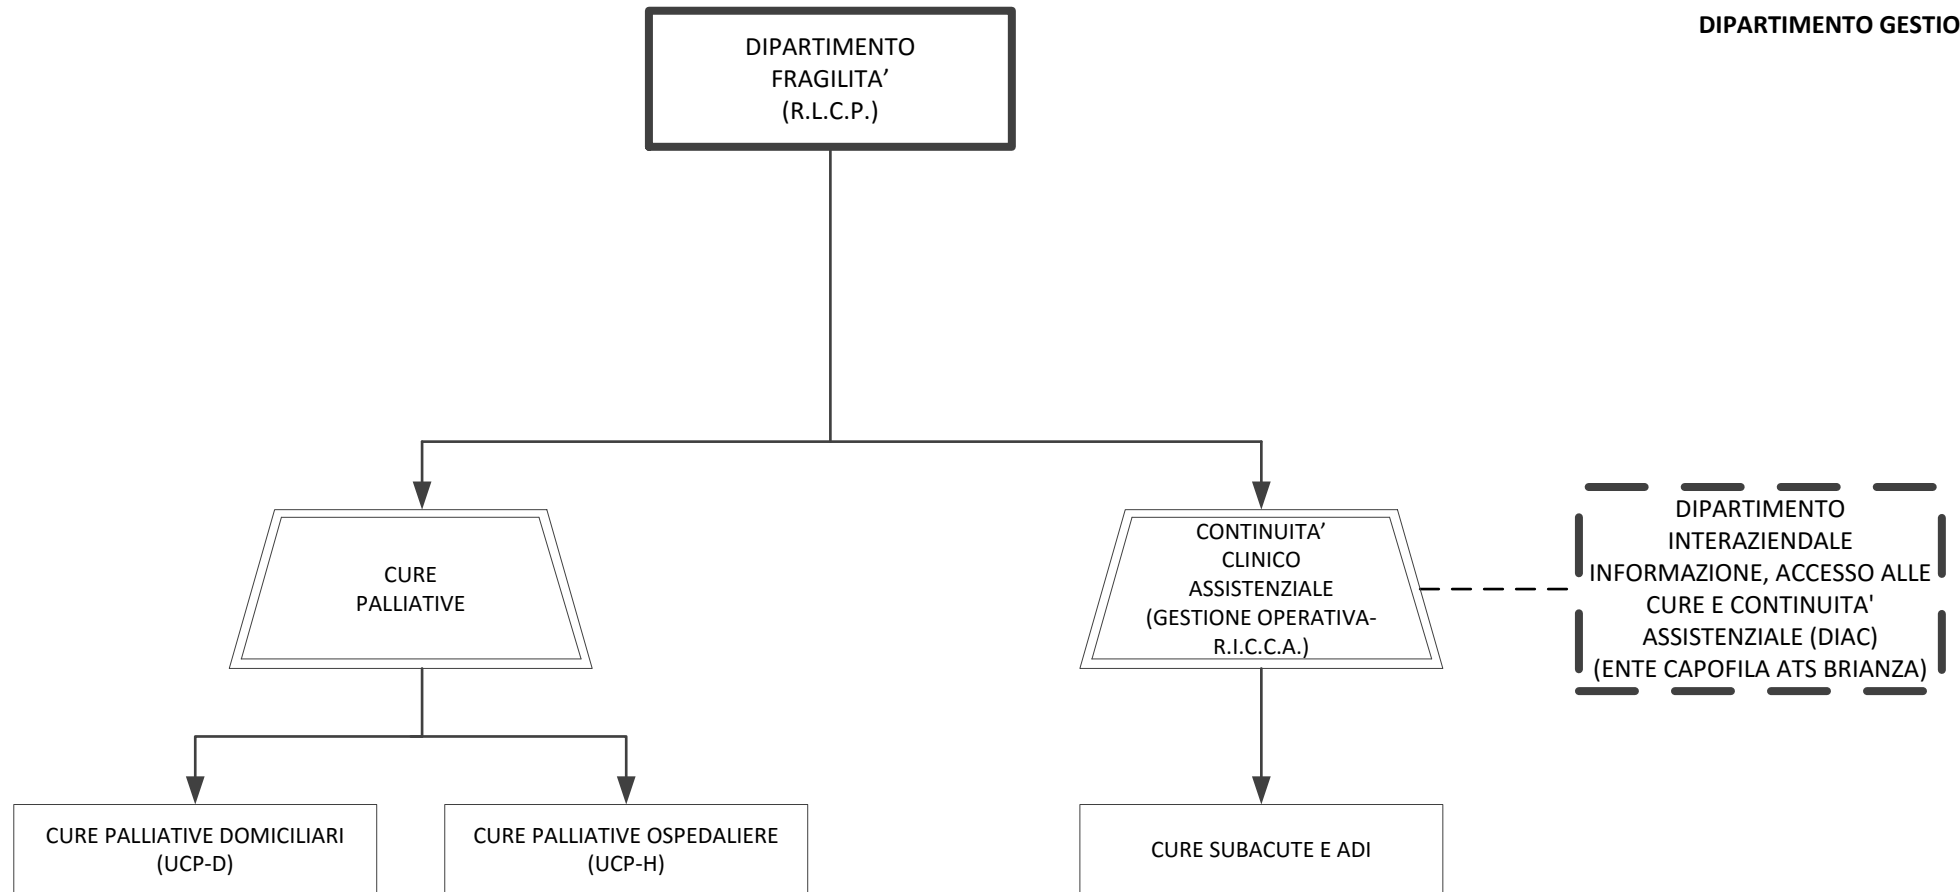 DIPARTIMENTO GESTIO
DIPARTIMENTO
FRAGILITA’
(R.L.C.P.)
CURE
PALLIATIVE
CONTINUITA’
CLINICO
ASSISTENZIALE
(GESTIONE OPERATIVA-
R.I.C.C.A.)
DIPARTIMENTO
INTERAZIENDALE
INFORMAZIONE, ACCESSO ALLE
CURE E CONTINUITA'
ASSISTENZIALE (DIAC)
(ENTE CAPOFILA ATS BRIANZA)
CURE PALLIATIVE DOMICILIARI
(UCP-D)
CURE PALLIATIVE OSPEDALIERE
(UCP-H)
CURE SUBACUTE E ADI